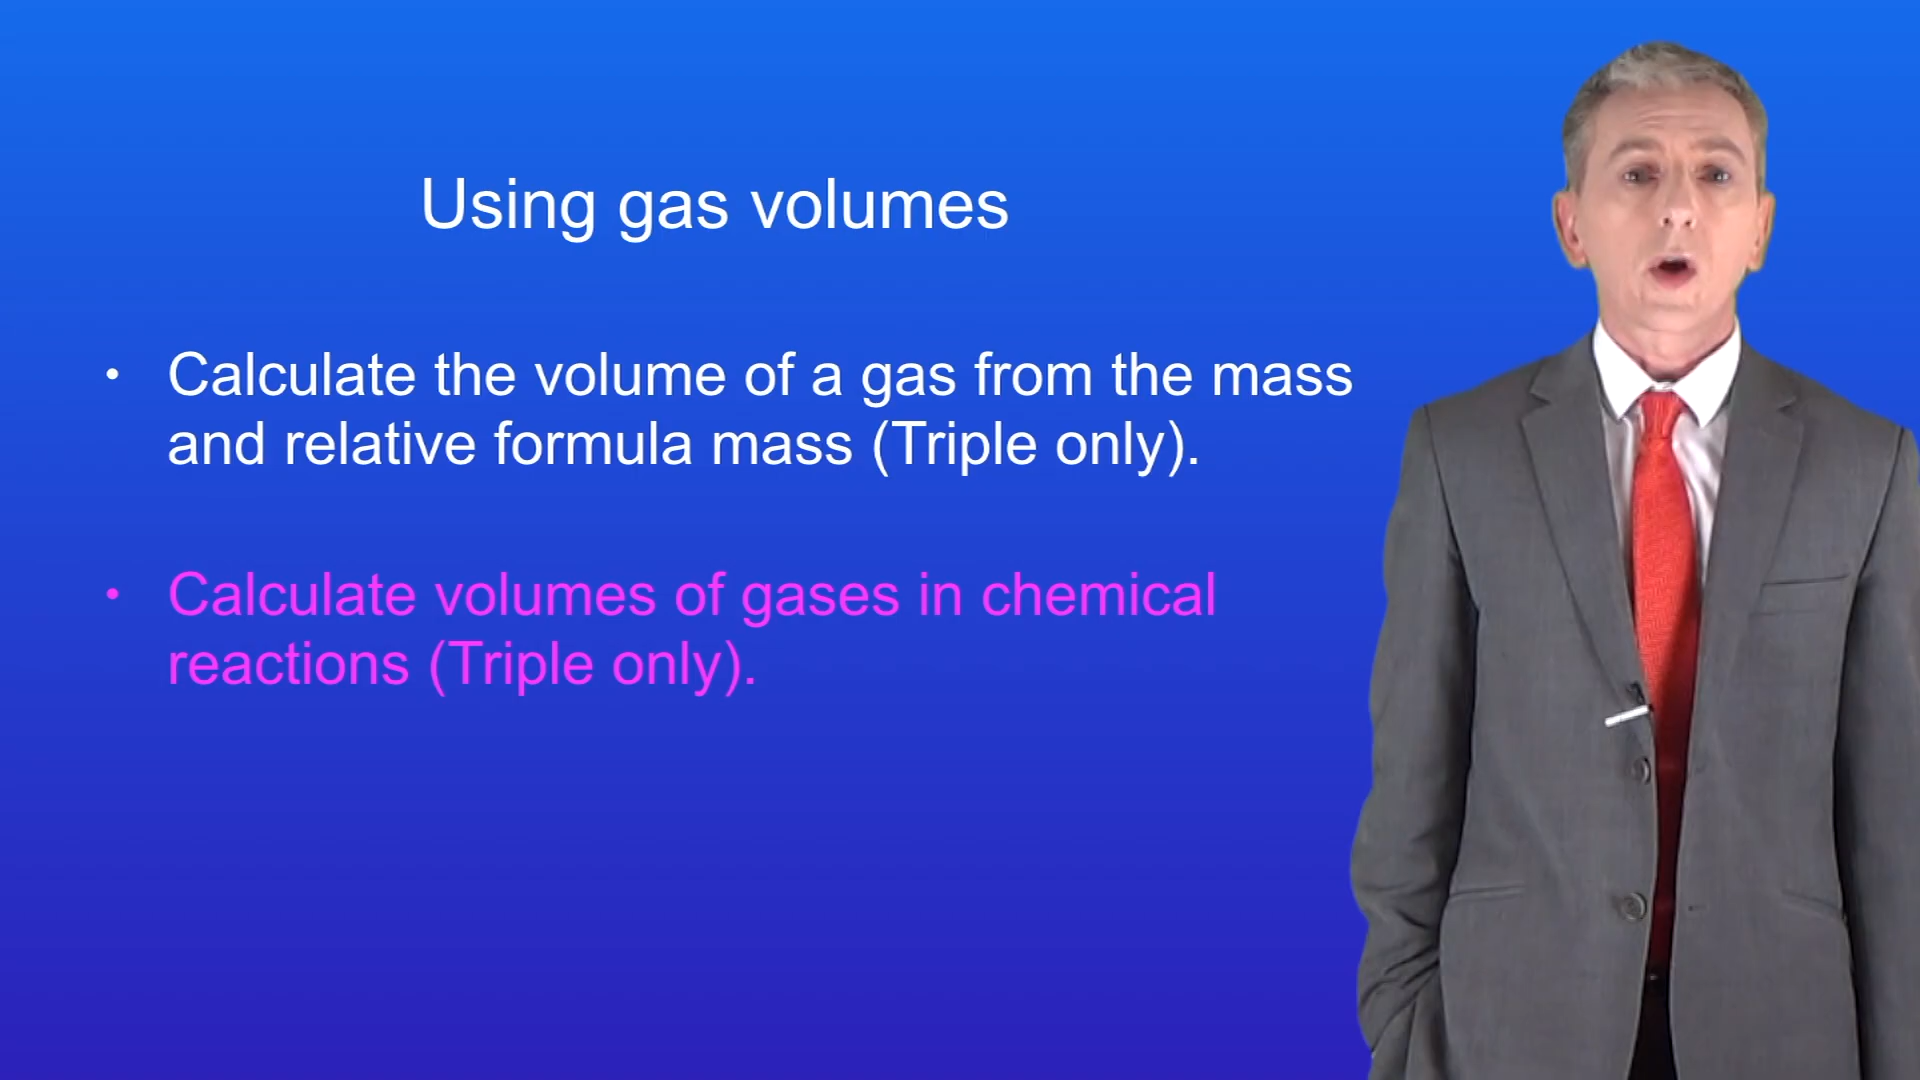 Using gas volumes
• Calculate the volume of a gas from the mass
and relative formula mass (Triple only).
• Calculate volumes of gases in chemical
reactions (Triple only).